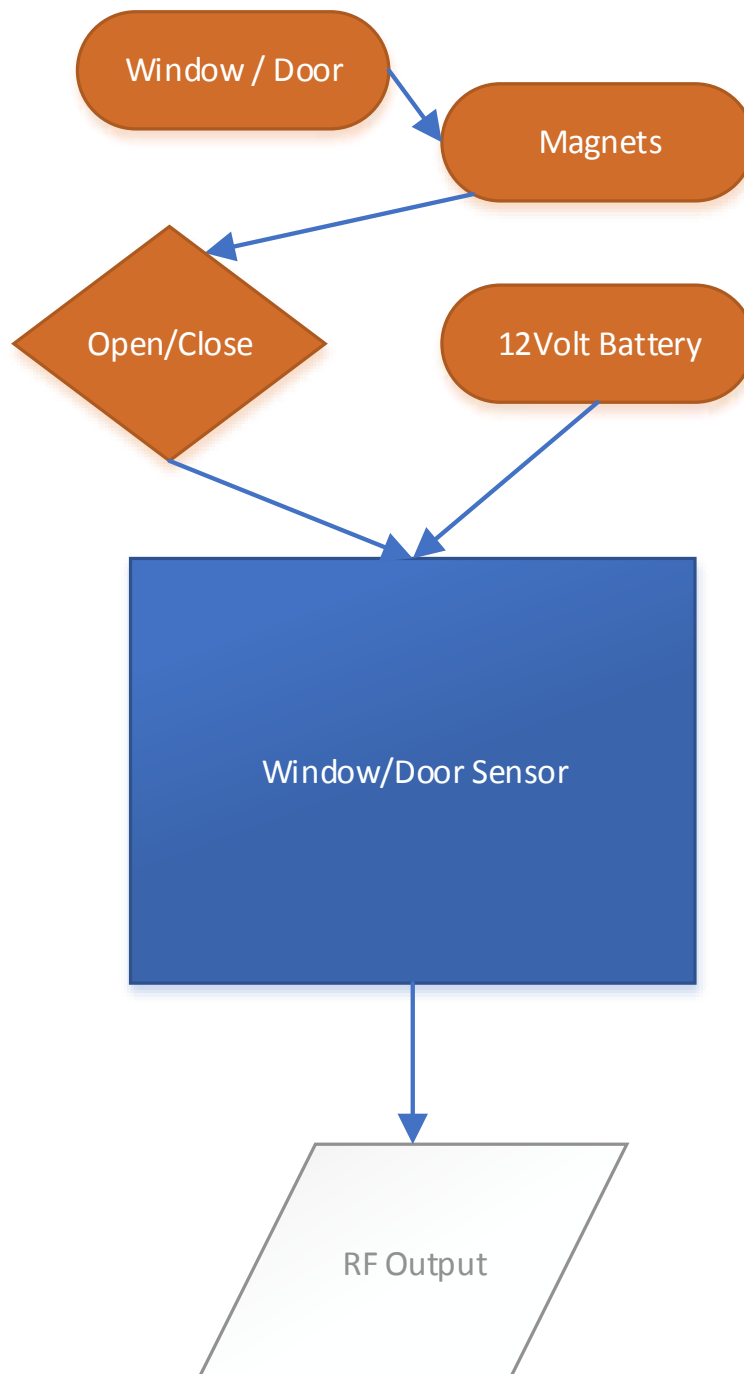 Window / Door
Magnets
Open/Close
12Volt Battery
Window/Door Sensor
RF Output